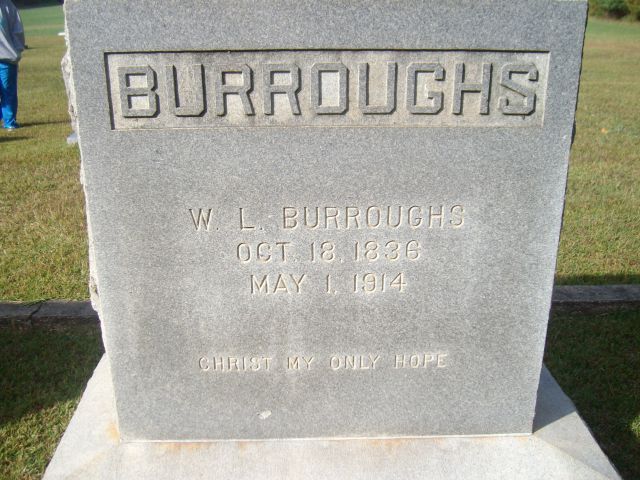 BURROUGHS
W. L. BURROUGHS
OCT. 18, 1836
MAY 1, 1914
CHRIST MY ONLY HOPE